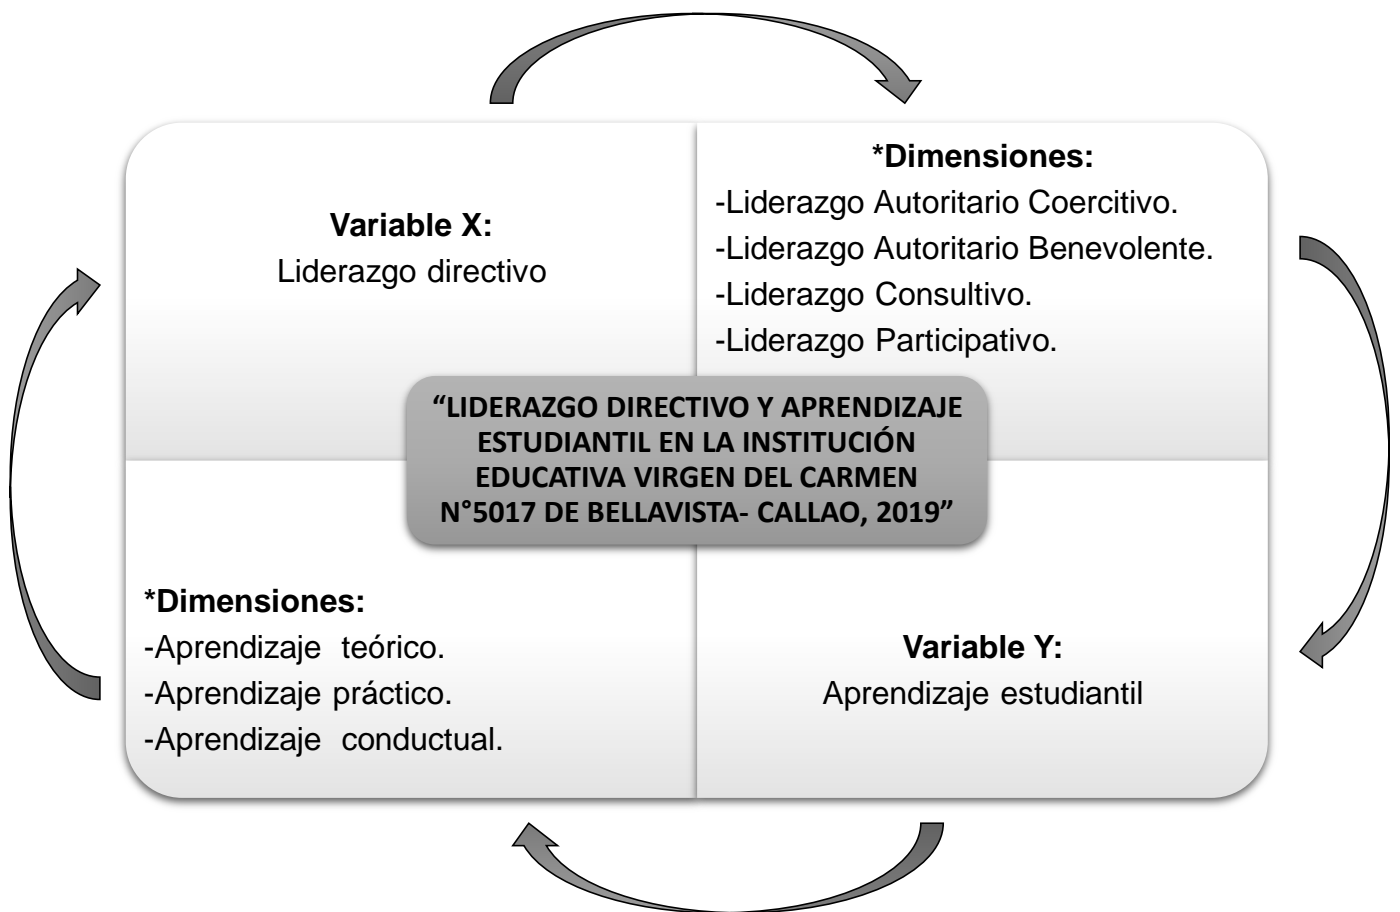 Variable X:
Liderazgo directivo
*Dimensiones:
-Liderazgo Autoritario Coercitivo.
-Liderazgo Autoritario Benevolente.
-Liderazgo Consultivo.
-Liderazgo Participativo.
“LIDERAZGO DIRECTIVO Y APRENDIZAJE
ESTUDIANTIL EN LA INSTITUCIÓN
EDUCATIVA VIRGEN DEL CARMEN
N°5017 DE BELLAVISTA- CALLAO, 2019”
*Dimensiones:
-Aprendizaje teórico.
-Aprendizaje práctico.
-Aprendizaje conductual.
Variable Y:
Aprendizaje estudiantil